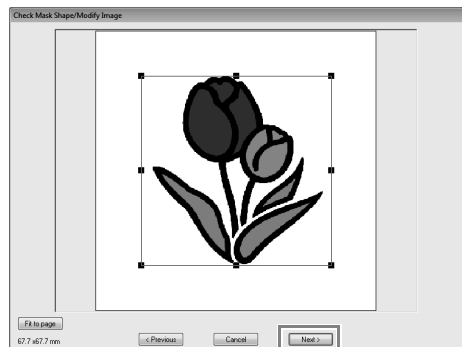 Check Mask Shape/Modify Image
Fit to page
67.7 x67.7 mm
< Previous
Cancel
Next >